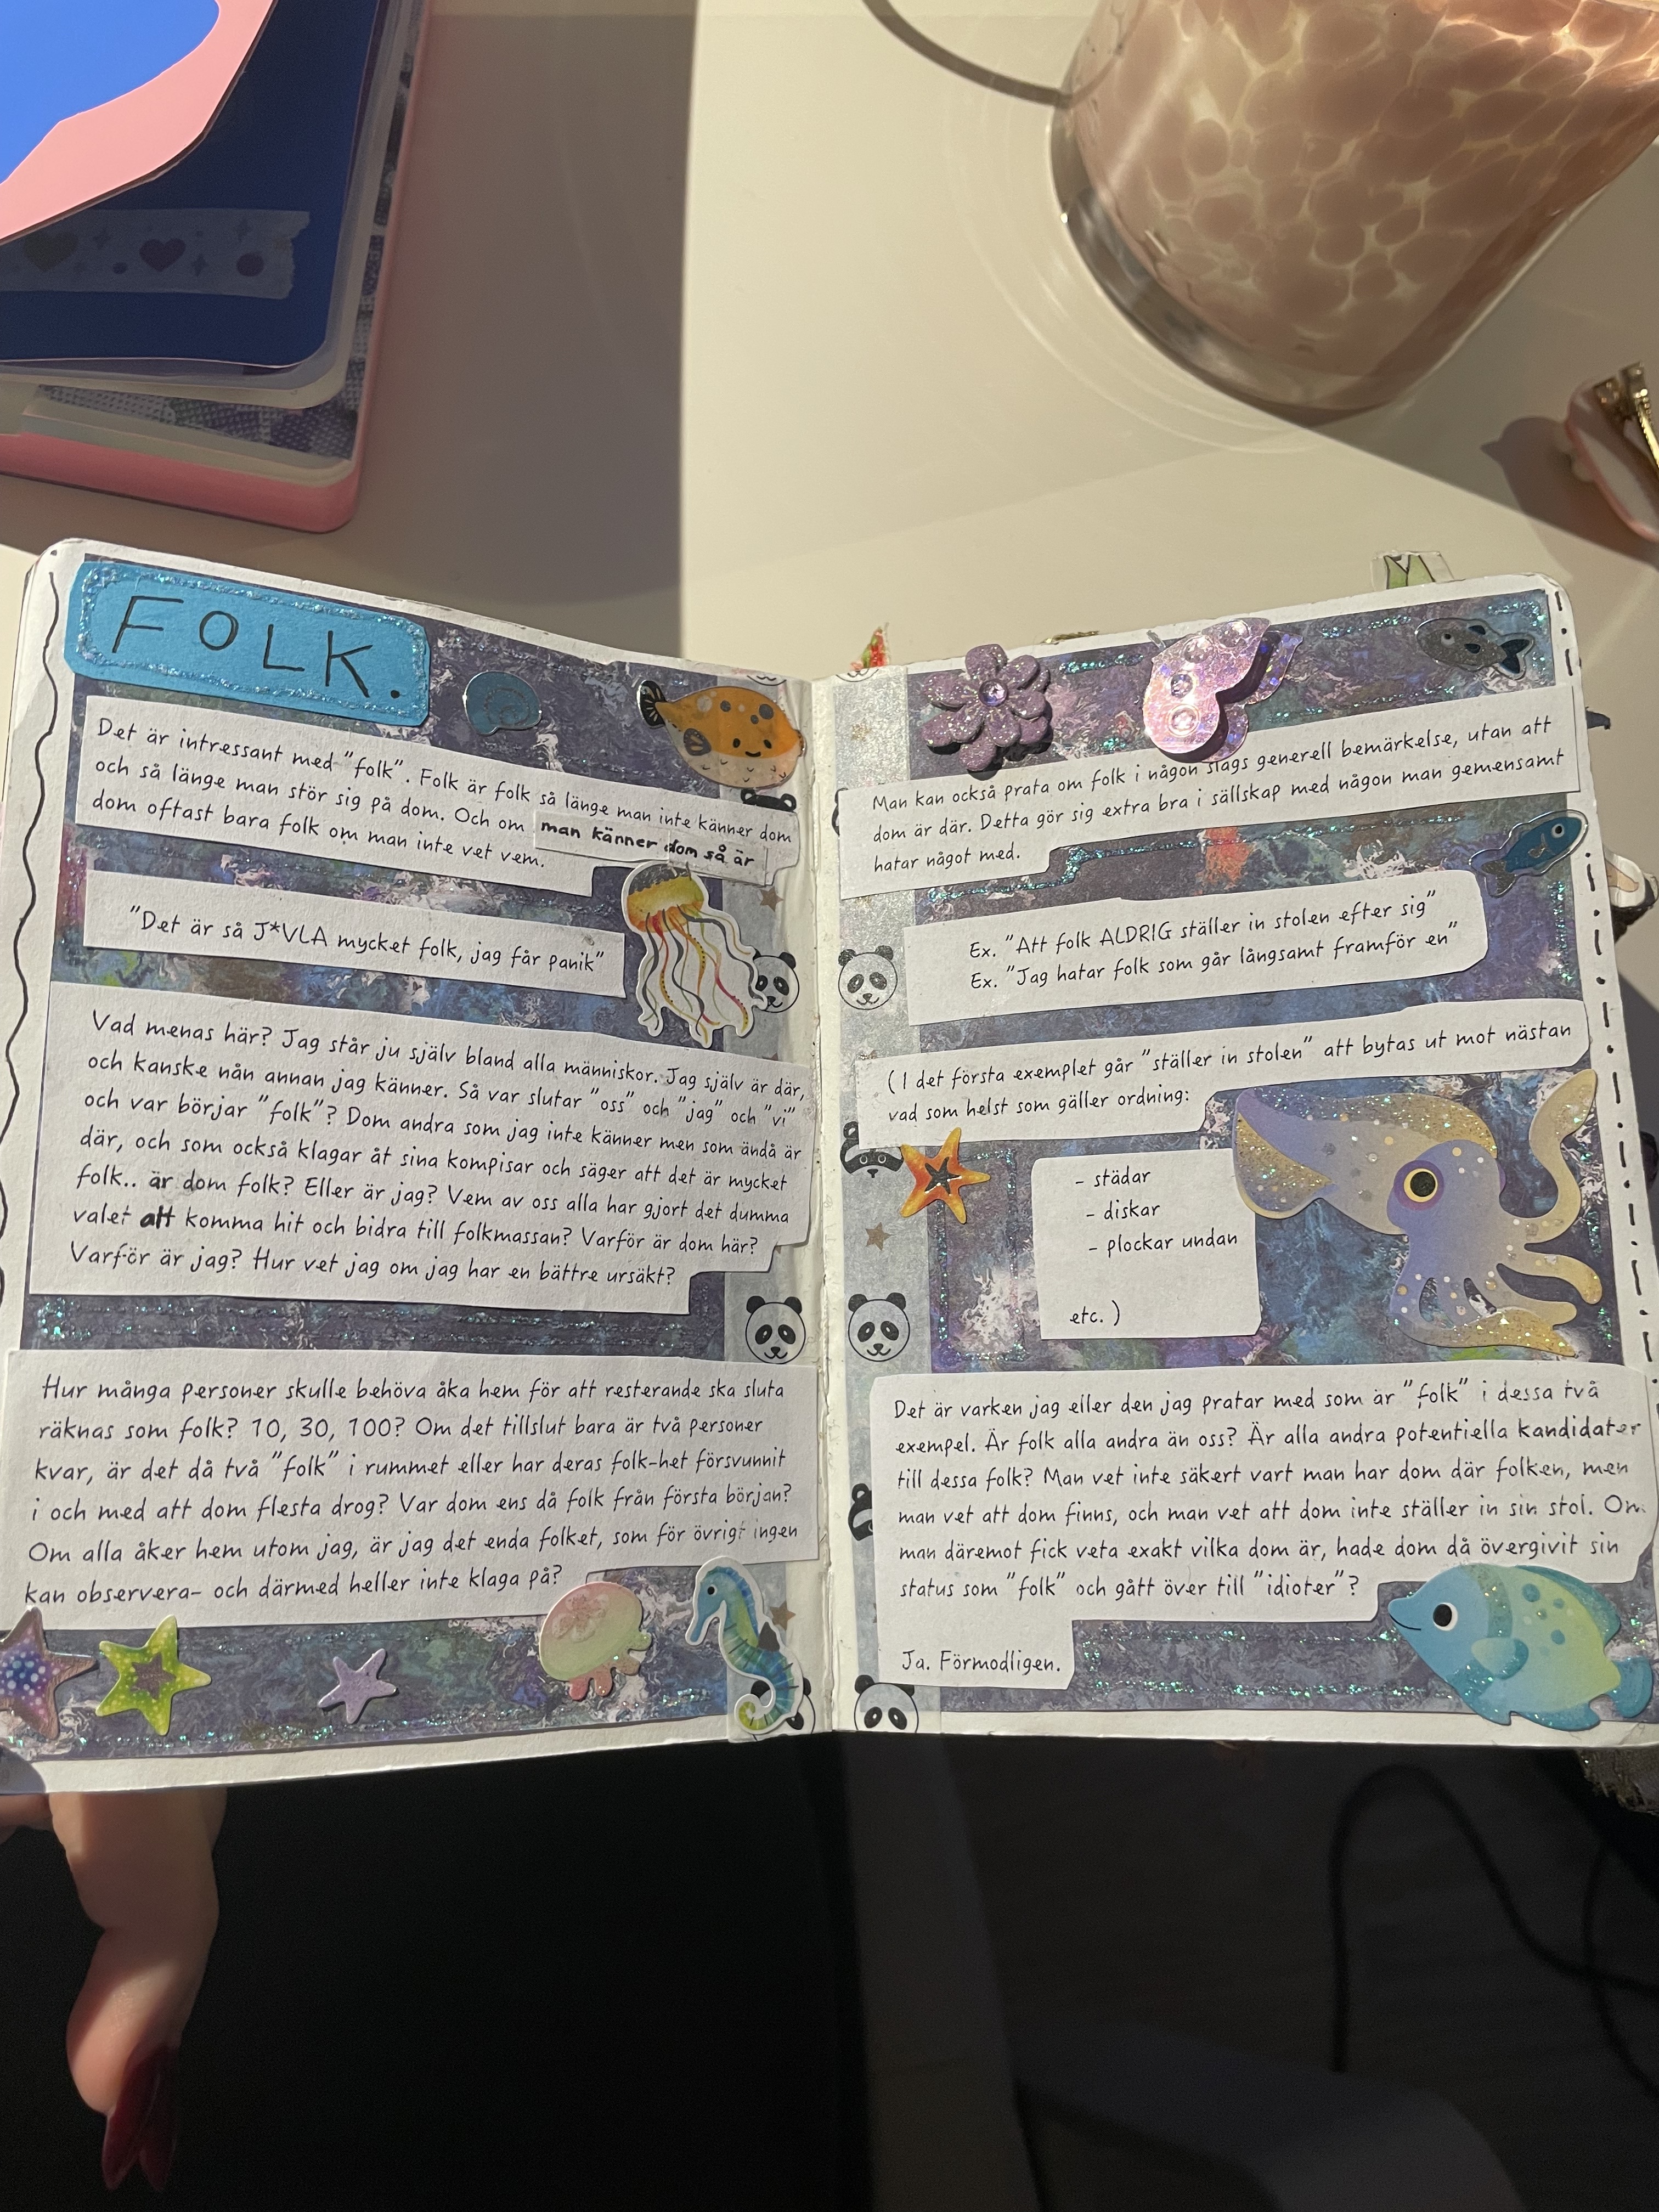 FOLK.
Det är intressant med "folk". Folk är folk så länge man inte känner dom
och så länge man stör sig på dom. Och om man känner dom så är
dom oftast bara folk om man inte vet vem.
"Det är så J*VLA mycket folk, jag får panik"
Vad menas här? Jag står ju själv bland alla människor. Jag själv är där,
och kanske nån annan jag känner. Så var slutar "oss" och "jag" och "vi"
och var börjar "folk"? Dom andra som jag inte känner men som ändå är
där, och som också klagar åt sina kompisar och säger att det är mycket
folk.. är dom folk? Eller är jag? Vem av oss alla har gjort det dumma
valet att komma hit och bidra till folkmassan? Varför är dom här?
Varför är jag? Hur vet jag om jag har en bättre ursäkt?
Hur många personer skulle behöva åka hem för att resterande ska sluta
räknas som folk? 10, 30, 100? Om det tillslut bara är två personer
kvar, är det då två "folk" i rummet eller har deras folk-het försvunnit
i och med att dom flesta drog? Var dom ens då folk från första början?
Om alla åker hem utom jag, är jag det enda folket, som för övrigt ingen
kan observera- och därmed heller inte klaga på?
Man kan också prata om folk i någon slags generell bemärkelse, utan att
dom är där. Detta gör sig extra bra i sällskap med någon man gemensamt
hatar något med.
Ex. "Att folk ALDRIG ställer in stolen efter sig"
Ex. "Jag hatar folk som går långsamt framför en"
(I det första exemplet går "ställer in stolen" att bytas ut mot nästan
vad som helst som gäller ordning:
- städar
- diskar
- plockar undan
etc. )
Det är varken jag eller den jag pratar med som är "folk" i dessa två
exempel. Är folk alla andra än oss? Är alla andra potentiella kandidater
till dessa folk? Man vet inte säkert vart man har dom där folken, men
man vet att dom finns, och man vet att dom inte ställer in sin stol. Om
man däremot fick veta exakt vilka dom är, hade dom då övergivit sin
status som "folk" och gått över till "idioter"?
Ja. Förmodligen.